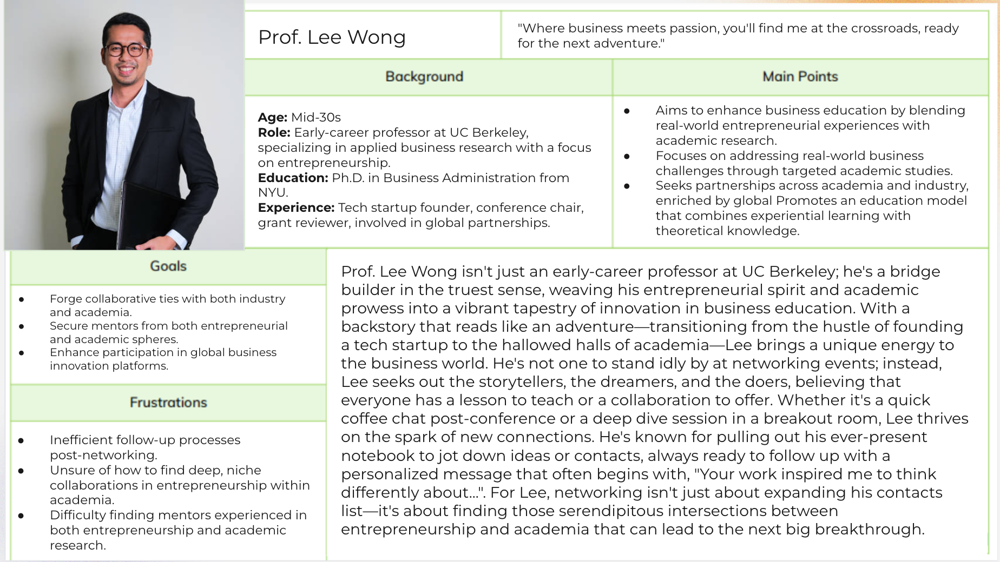 Prof. Lee Wong
"Where business meets passion, you'll find me at the crossroads, ready
for the next adventure."
Background
Age: Mid-30s
Role: Early-career professor at UC Berkeley,
specializing in applied business research with a focus
on entrepreneurship.
Education: Ph.D. in Business Administration from
NYU.
Experience: Tech startup founder, conference chair,
grant reviewer, involved in global partnerships.
Main Points
● Aims to enhance business education by blending
real-world entrepreneurial experiences with
academic research.
● Focuses on addressing real-world business
challenges through targeted academic studies.
● Seeks partnerships across academia and industry,
enriched by global Promotes an education model
that combines experiential learning with
theoretical knowledge.
Goals
● Forge collaborative ties with both industry
and academia.
● Secure mentors from both entrepreneurial
and academic spheres.
● Enhance participation in global business
innovation platforms.
Frustrations
● Inefficient follow-up processes
post-networking.
● Unsure of how to find deep, niche
collaborations in entrepreneurship within
academia.
● Difficulty finding mentors experienced in
both entrepreneurship and academic
research.
Prof. Lee Wong isn't just an early-career professor at UC Berkeley; he's a bridge
builder in the truest sense, weaving his entrepreneurial spirit and academic
prowess into a vibrant tapestry of innovation in business education. With a
backstory that reads like an adventure—transitioning from the hustle of founding
a tech startup to the hallowed halls of academia—Lee brings a unique energy to
the business world. He's not one to stand idly by at networking events; instead,
Lee seeks out the storytellers, the dreamers, and the doers, believing that
everyone has a lesson to teach or a collaboration to offer. Whether it's a quick
coffee chat post-conference or a deep dive session in a breakout room, Lee thrives
on the spark of new connections. He's known for pulling out his ever-present
notebook to jot down ideas or contacts, always ready to follow up with a
personalized message that often begins with, "Your work inspired me to think
differently about...". For Lee, networking isn't just about expanding his contacts
list—it's about finding those serendipitous intersections between
entrepreneurship and academia that can lead to the next big breakthrough.